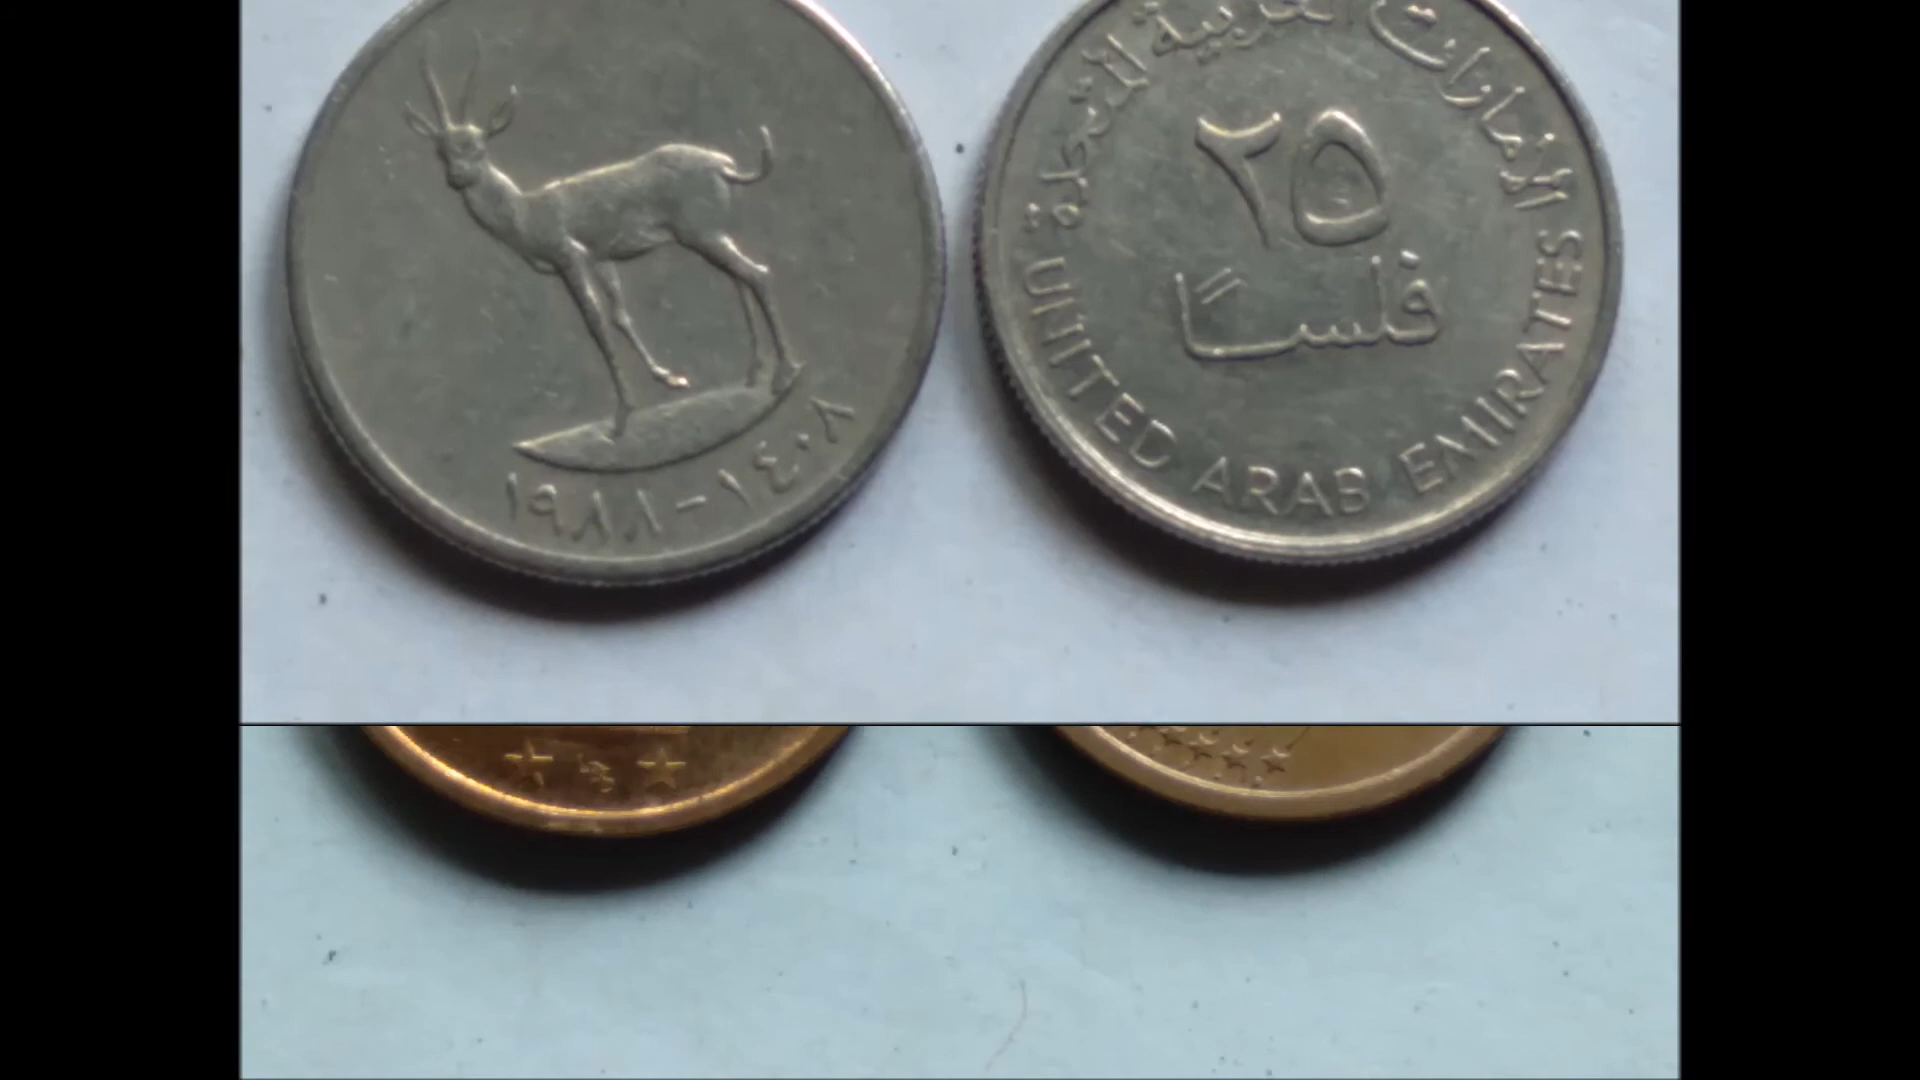 ١٩٨٨ - ١٤٠٨
الإمارات العربية المتحدة
٢٥
فلساً
UNITED ARAB EMIRATES